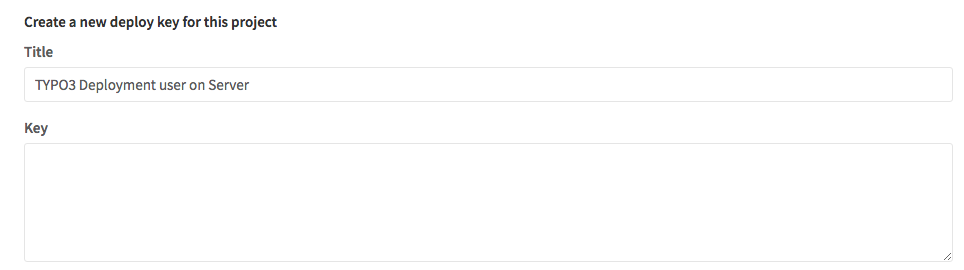 Create a new deploy key for this project
Title
TYPO3 Deployment user on Server
Key